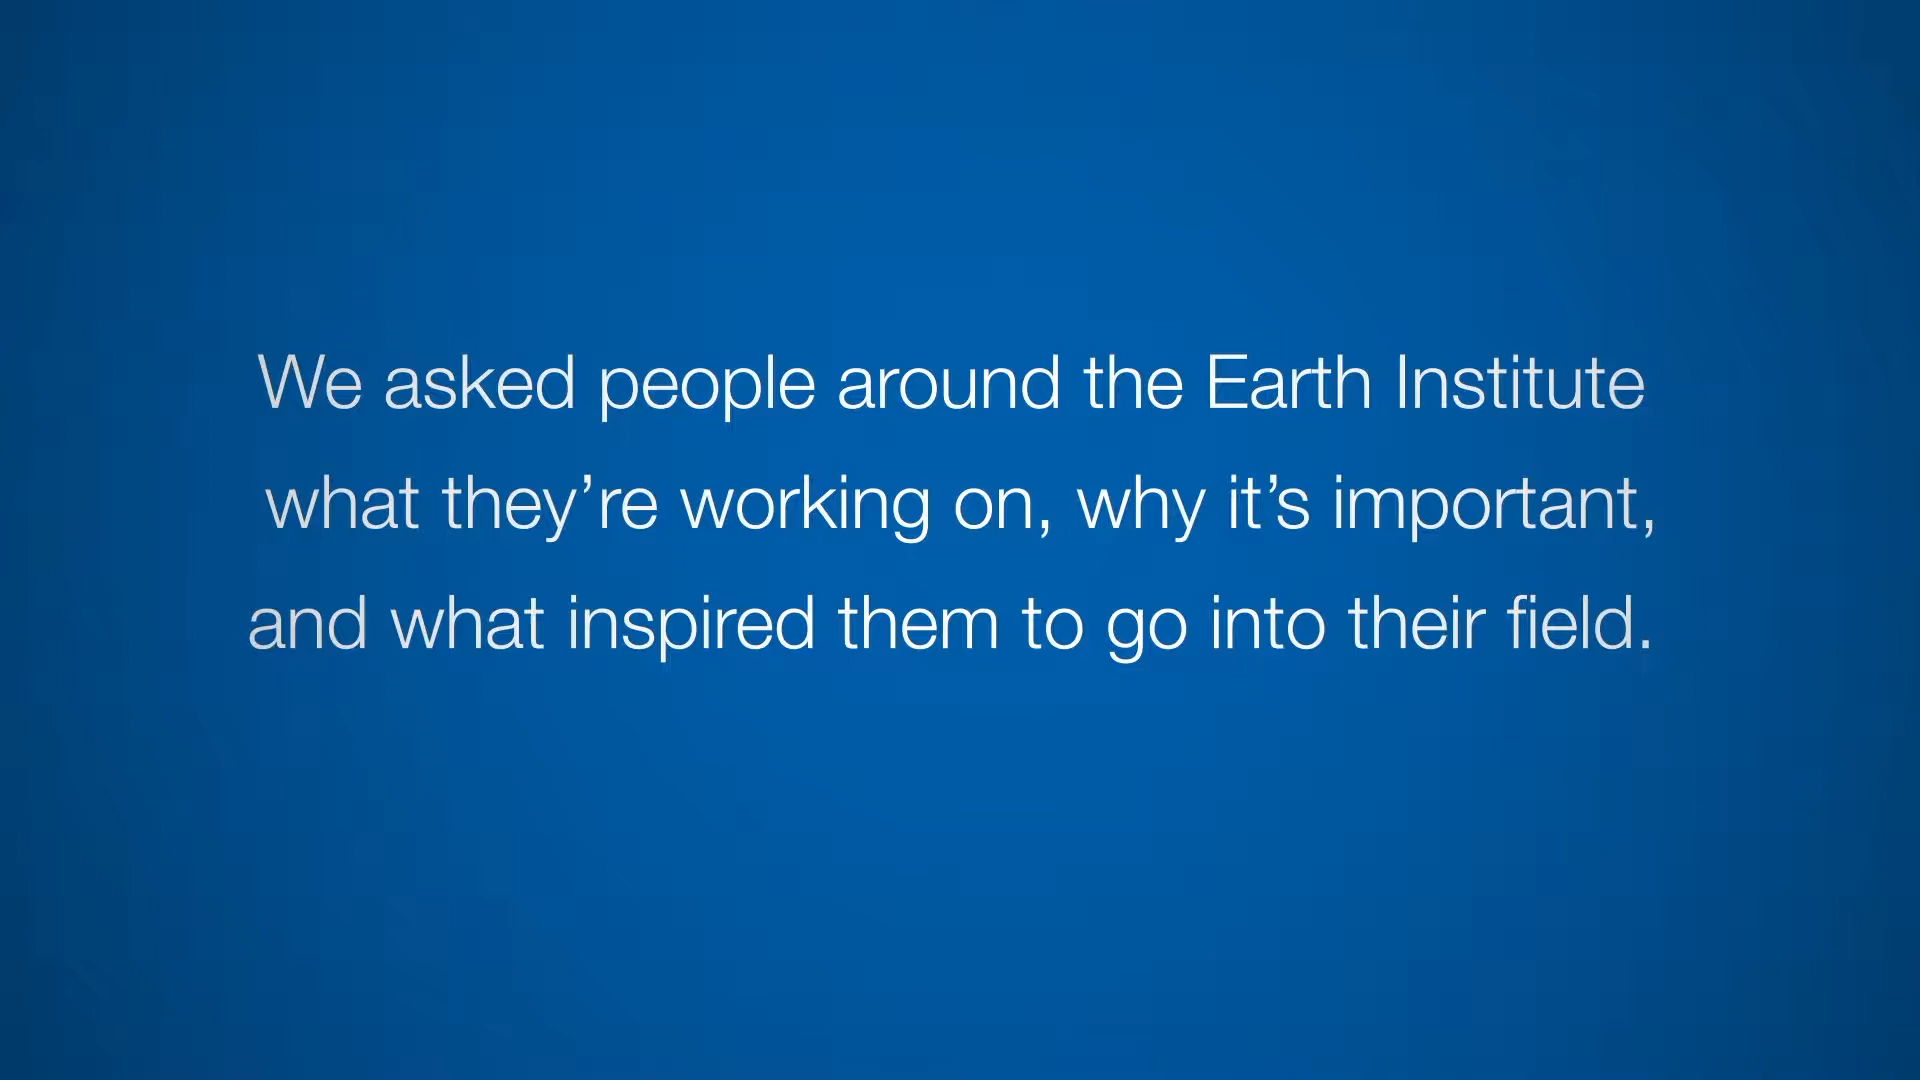 We asked people around the Earth Institute
what they’re working on, why it’s important,
and what inspired them to go into their field.